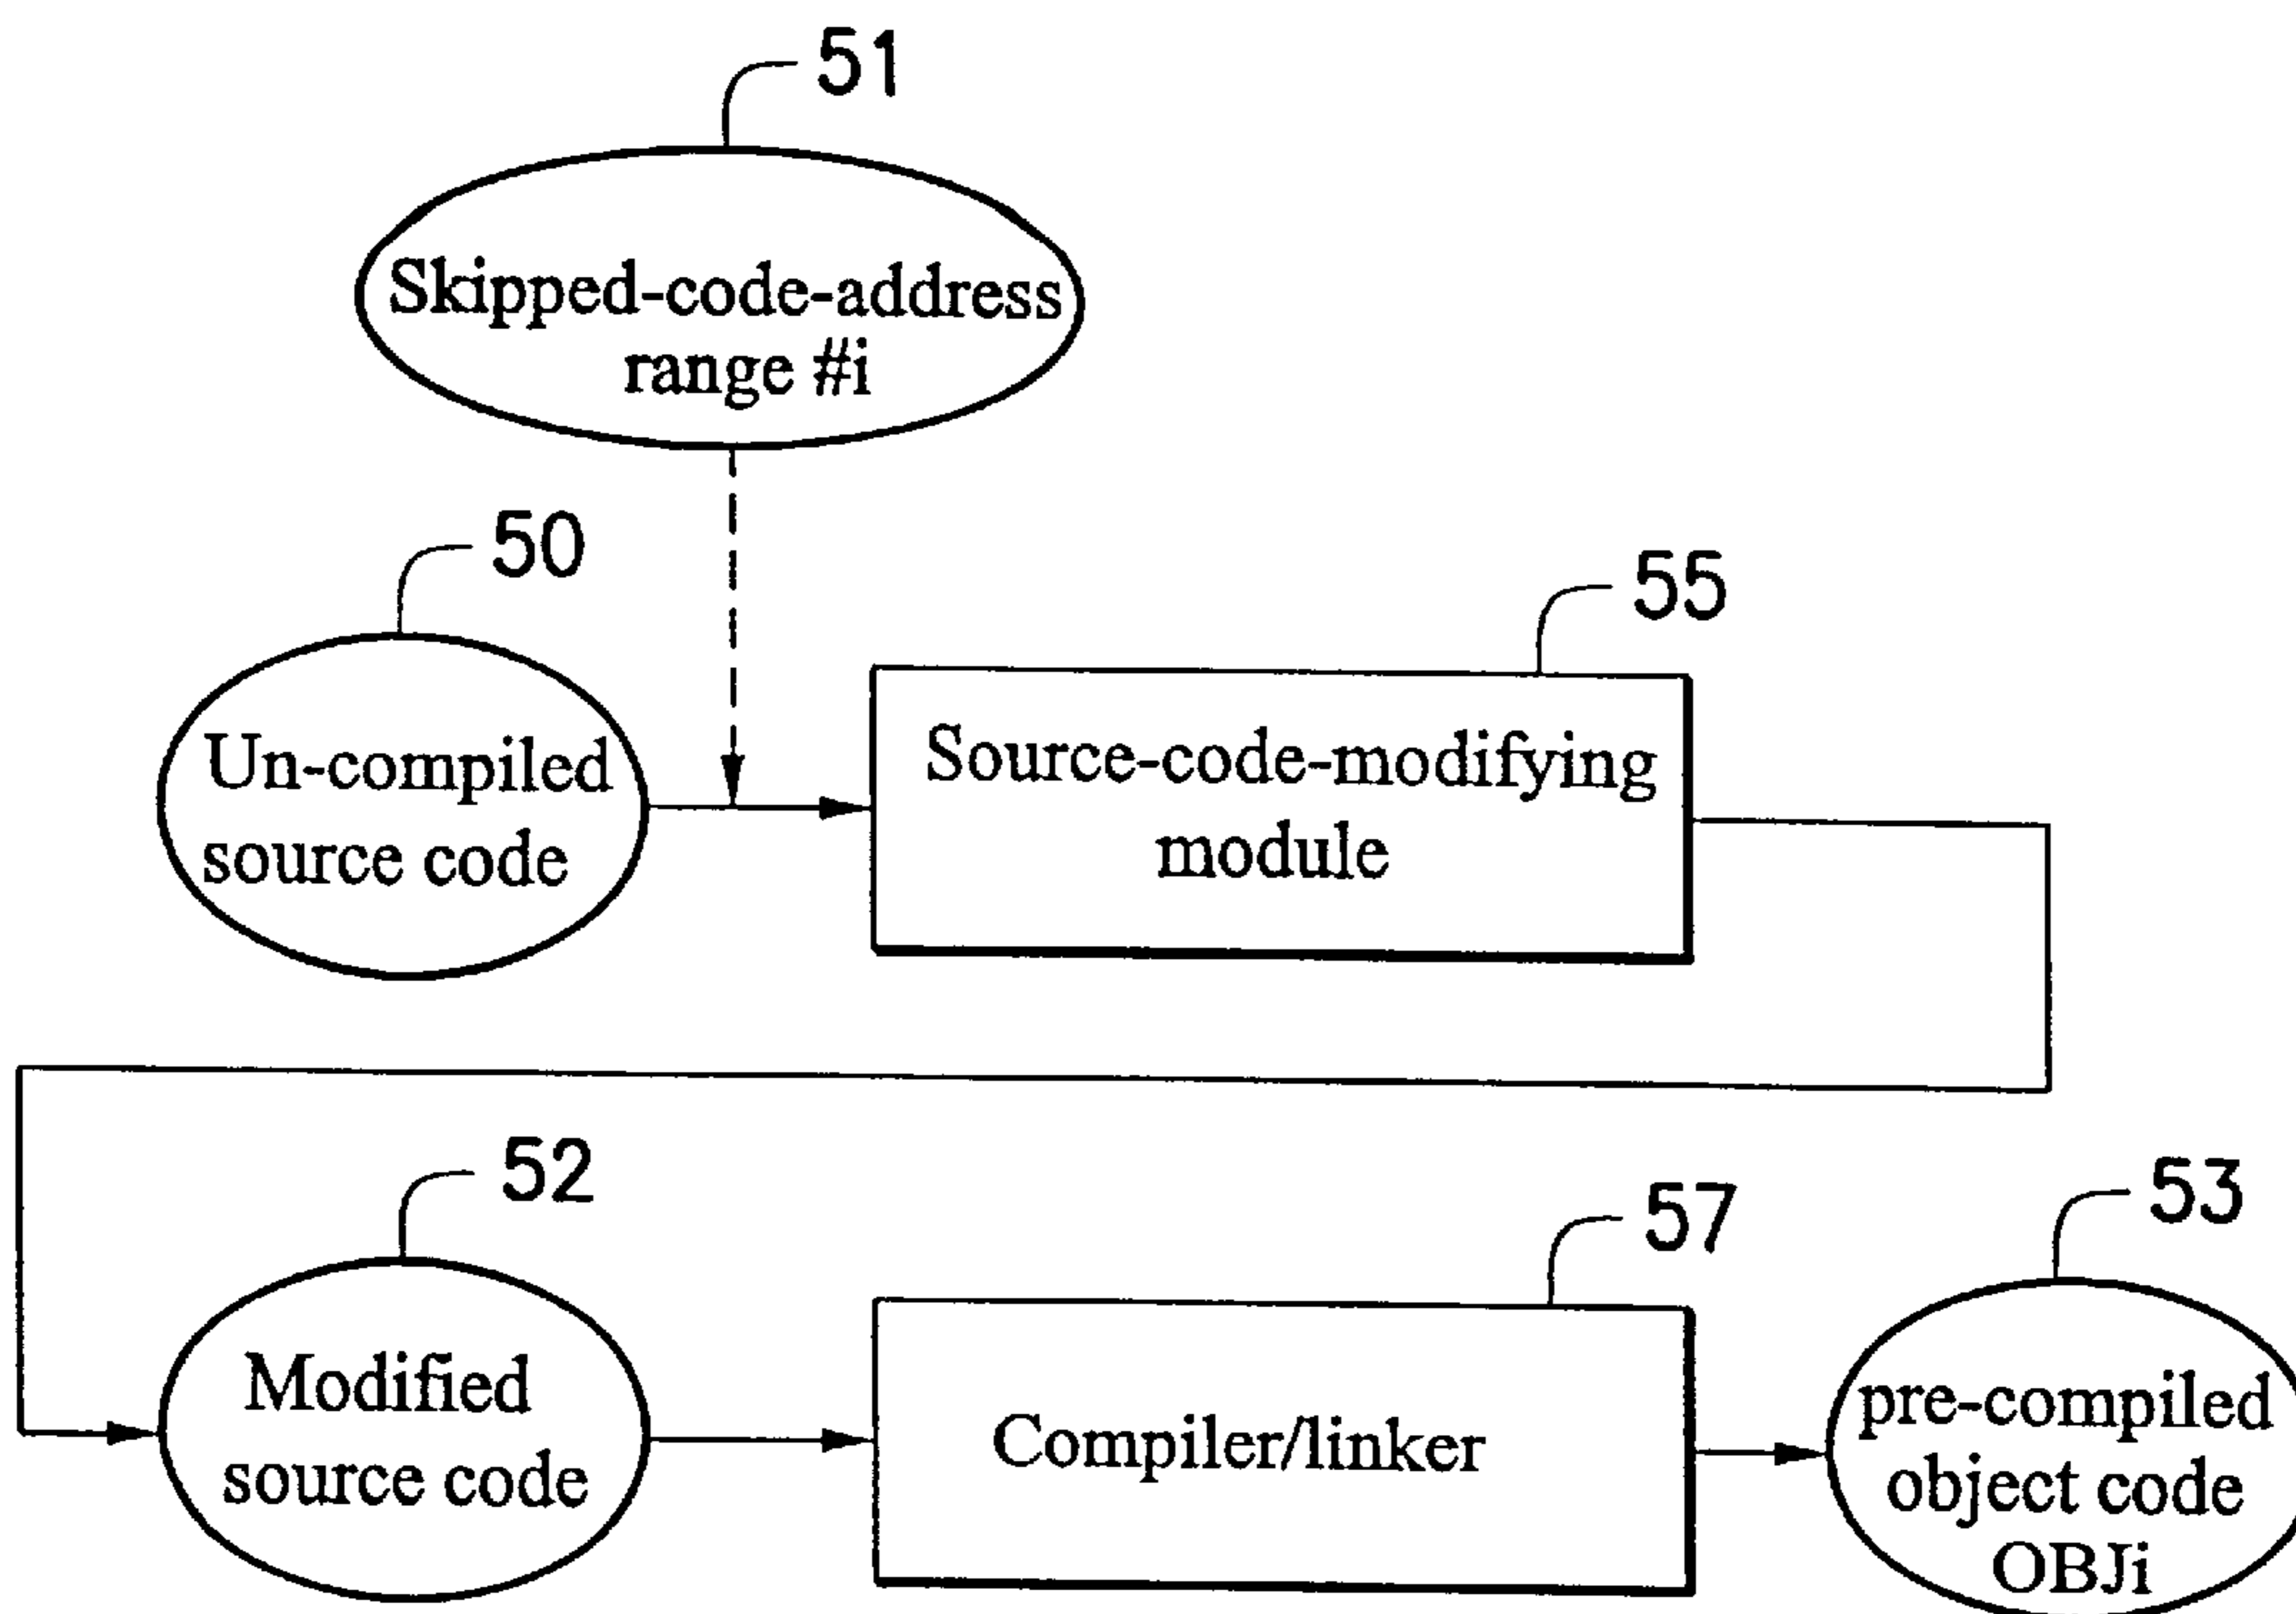 51
Skipped-code-address
range #i
50
55
Un-compiled
source code
Source-code-modifying
module
52
57
53
Modified
source code
Compiler/linker
pre-compiled
object code
OBJi